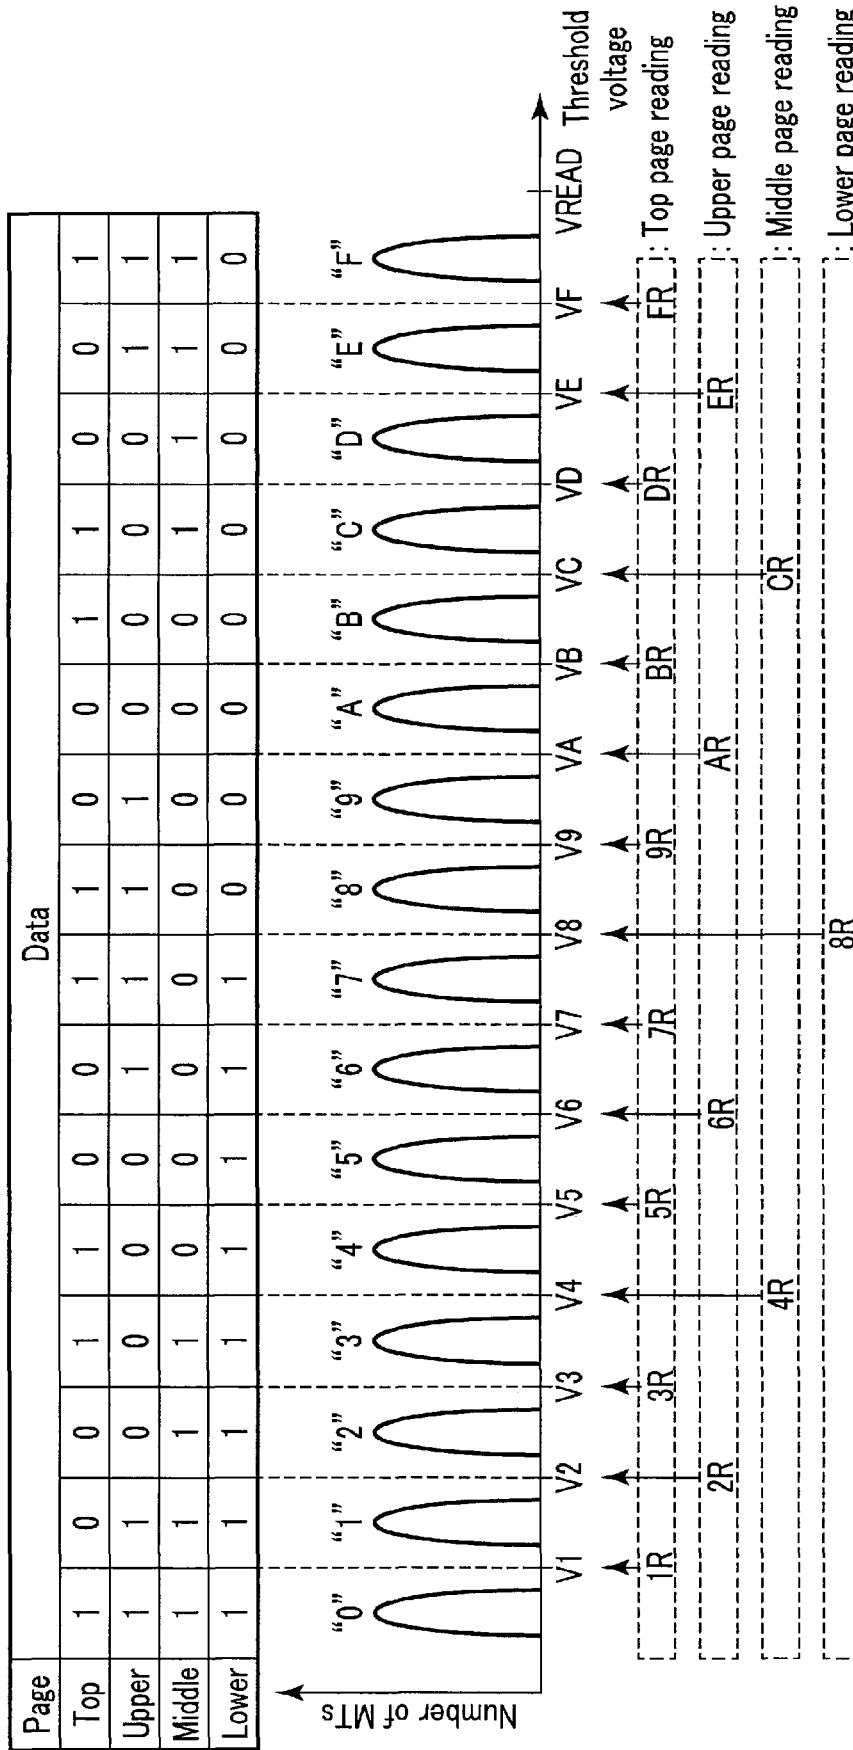 Page Data
Top 1 0 0 1 1 0 0 1 1 0 0 1 1 0 0 1
Upper 1 1 0 0 0 0 1 1 1 1 0 0 0 0 1 1
Middle 1 1 1 1 0 0 0 0 0 0 0 0 1 1 1 1
Lower 1 1 1 1 1 1 1 1 0 0 0 0 0 0 0 0
Number of MTs
“0” “1” “2” “3” “4” “5” “6” “7” “8” “9” “A” “B” “C” “D” “E” “F”
V1 V2 V3 V4 V5 V6 V7 V8 V9 VA VB VC VD VE VF VREAD Threshold
voltage
1R 3R 5R 7R 9R BR DR FR : Top page reading
2R 6R AR ER : Upper page reading
4R CR : Middle page reading
8R : Lower page reading